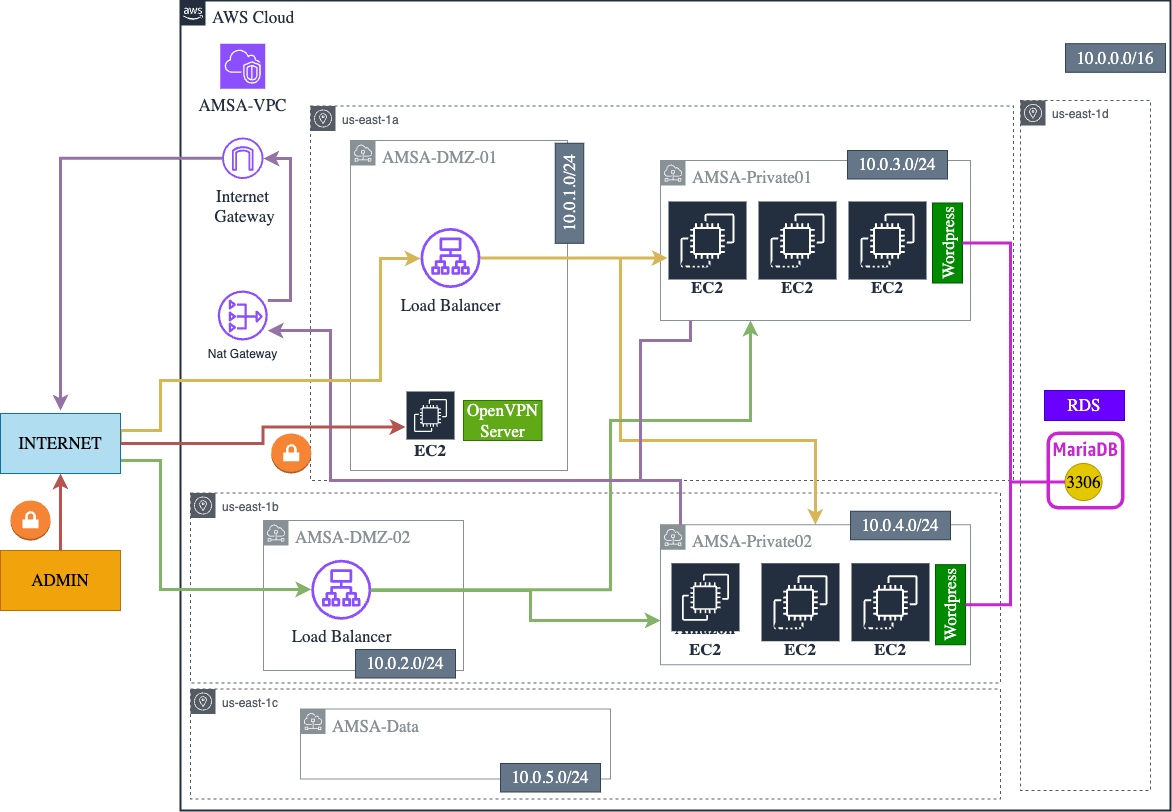 aws
AWS Cloud
10.0.0.0/16
AMSA-VPC
us-east-1a
us-east-1d
AMSA-DMZ-01
10.0.1.0/24
10.0.3.0/24
AMSA-Private01
Internet
Gateway
Wordpress
EC2
EC2
EC2
Load Balancer
Nat Gateway
RDS
OpenVPN
Server
EC2
INTERNET
MariaDB
3306
us-east-1b
10.0.4.0/24
AMSA-DMZ-02
AMSA-Private02
ADMIN
Wordpress
Amazon
EC2
EC2
EC2
Load Balancer
10.0.2.0/24
us-east-1c
AMSA-Data
10.0.5.0/24